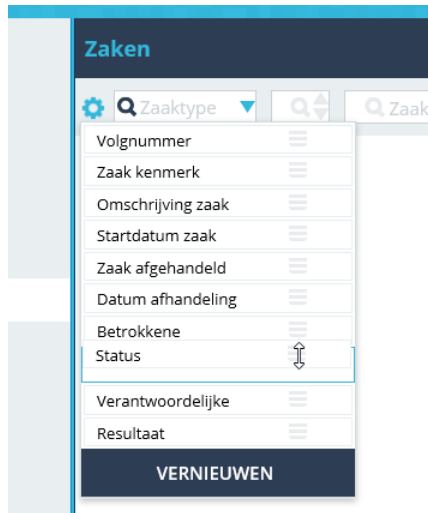 Zaken
Zaaktype Zaak
Volgnummer
Zaak kenmerk
Omschrijving zaak
Startdatum zaak
Zaak afgehandeld
Datum afhandeling
Betrokkene
Status
Verantwoordelijke
Resultaat
VERNIEUWEN